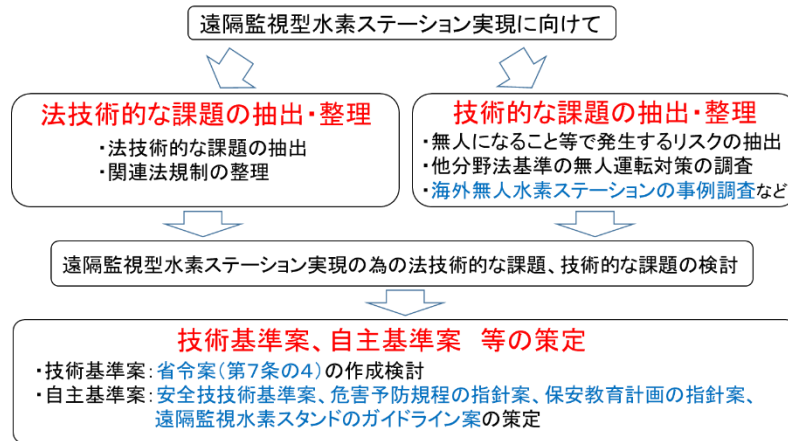 遠隔監視型水素ステーション実現に向けて
法技術的な課題の抽出・整理
・法技術的な課題の抽出
・関連法規制の整理
技術的な課題の抽出・整理
・無人になること等で発生するリスクの抽出
・他分野法基準の無人運転対策の調査
・海外無人水素ステーションの事例調査など
遠隔監視型水素ステーション実現の為の法技術的な課題、技術的な課題の検討
技術基準案、自主基準案 等の策定
・技術基準案：省令案（第7条の4）の作成検討
・自主基準案：安全技技術基準案、危害予防規程の指針案、保安教育計画の指針案、
遠隔監視水素スタンドのガイドライン案の策定